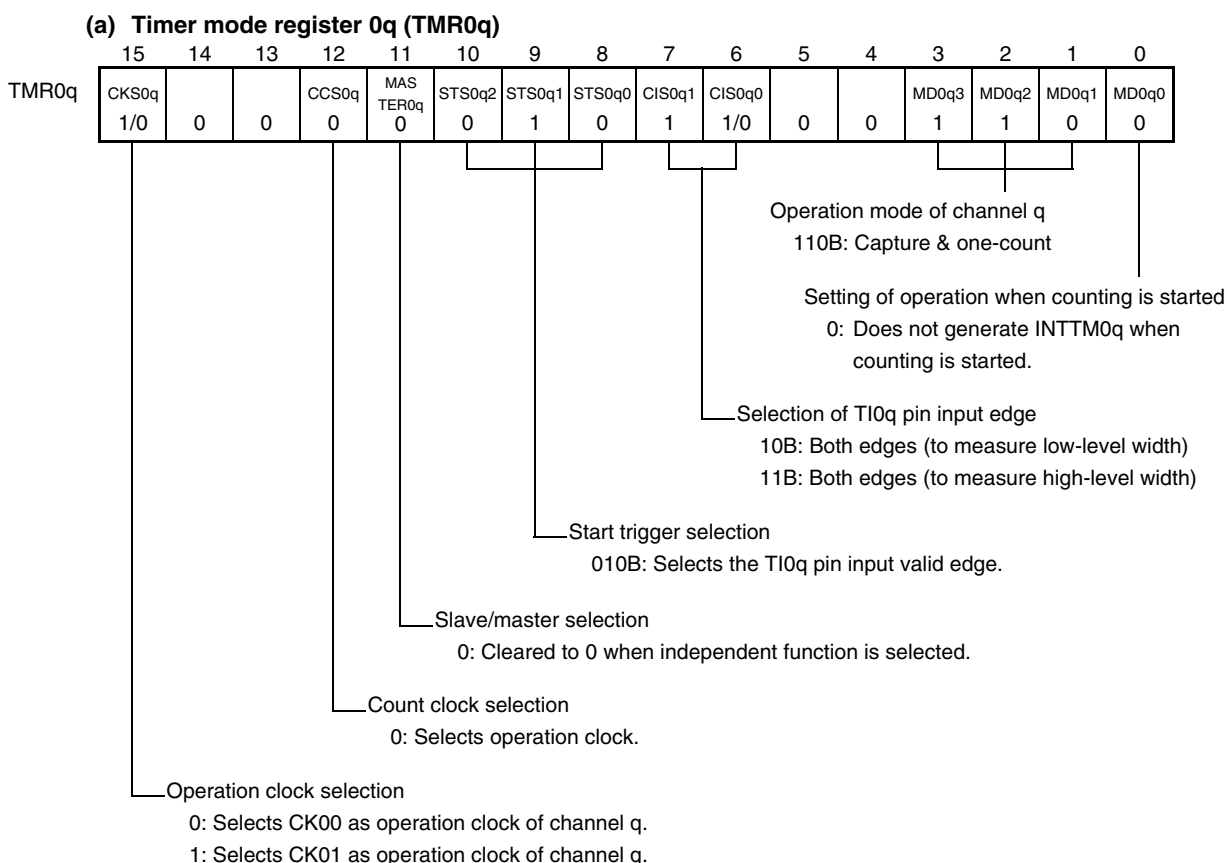 (a) Timer mode register 0q (TMR0q)
15 14 13 12 11 10 9 8 7 6 5 4 3 2 1 0
TMR0q CKS0q CCS0q MAS TER0q STS0q2 STS0q1 STS0q0 CIS0q1 CIS0q0 MD0q3 MD0q2 MD0q1 MD0q0
1/0 0 0 0 0 0 1 0 1 1/0 0 0 1 1 0 0
Operation mode of channel q
110B: Capture & one-count
Setting of operation when counting is started
0: Does not generate INTTM0q when
counting is started.
Selection of TI0q pin input edge
10B: Both edges (to measure low-level width)
11B: Both edges (to measure high-level width)
Start trigger selection
010B: Selects the TI0q pin input valid edge.
Slave/master selection
0: Cleared to 0 when independent function is selected.
Count clock selection
0: Selects operation clock.
Operation clock selection
0: Selects CK00 as operation clock of channel q.
1: Selects CK01 as operation clock of channel q.